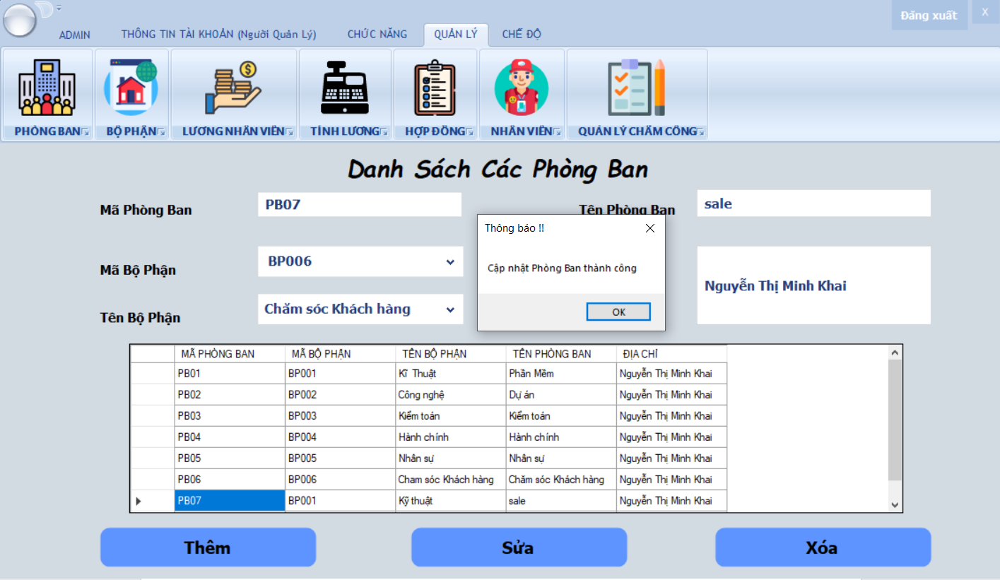 Đăng xuất
X
ADMIN THÔNG TIN TÀI KHOẢN (Người Quản Lý) CHỨC NĂNG QUẢN LÝ CHẾ ĐỘ
PHÒNG BAN BỘ PHẬN LƯƠNG NHÂN VIÊN TÍNH LƯƠNG HỢP ĐỒNG NHÂN VIÊN QUẢN LÝ CHẤM CÔNG
Danh Sách Các Phòng Ban
Mã Phòng Ban PB07 Tên Phòng Ban sale
Thông báo !!
Cập nhật Phòng Ban thành công
OK
Mã Bộ Phận BP006
Nguyễn Thị Minh Khai
Tên Bộ Phận Chăm sóc Khách hàng
MÃ PHÒNG BAN MÃ BỘ PHẬN TÊN BỘ PHẬN TÊN PHÒNG BAN ĐỊA CHỈ
PB01 BP001 Kĩ Thuật Phần Mềm Nguyễn Thị Minh Khai
PB02 BP002 Công nghệ Dự án Nguyễn Thị Minh Khai
PB03 BP003 Kiểm toán Kiểm toán Nguyễn Thị Minh Khai
PB04 BP004 Hành chính Hành chính Nguyễn Thị Minh Khai
PB05 BP005 Nhân sự Nhân sự Nguyễn Thị Minh Khai
PB06 BP006 Cham sóc Khách hàng Chăm sóc Khách hàng Nguyễn Thị Minh Khai
PB07 BP001 Kỹ thuật sale Nguyễn Thị Minh Khai
Thêm Sửa Xóa